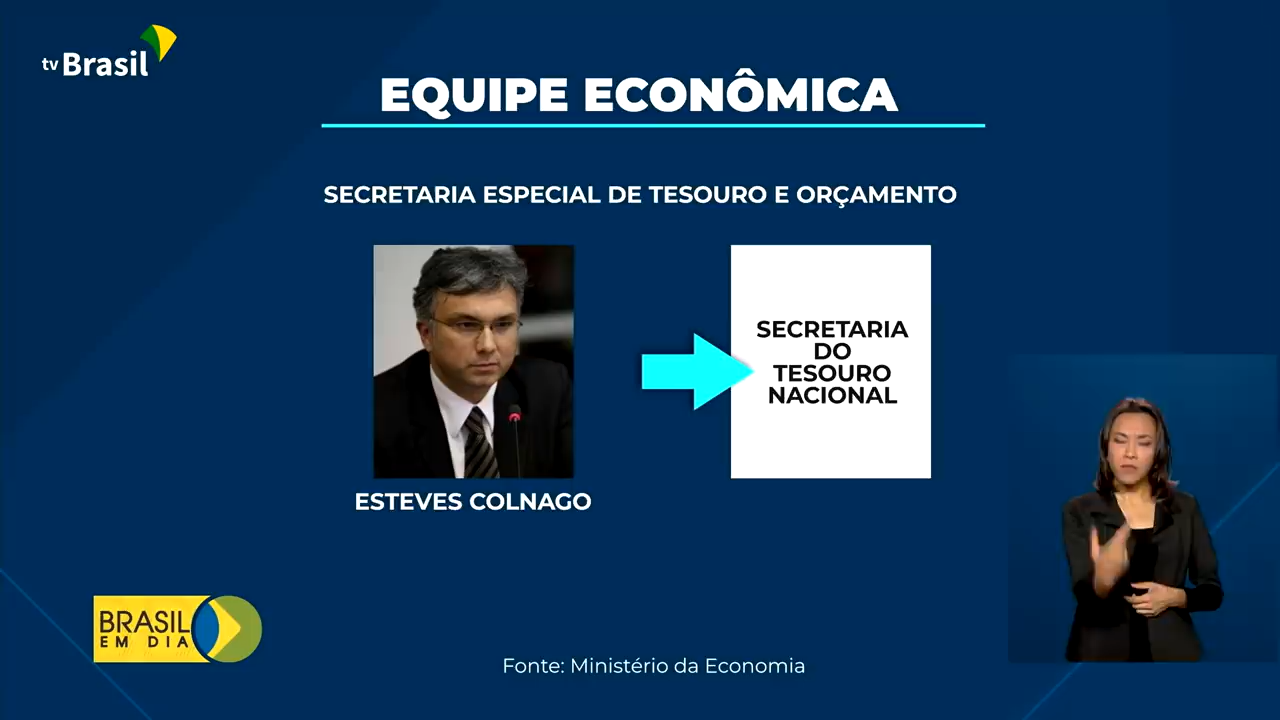 tv Brasil
EQUIPE ECONÔMICA
SECRETARIA ESPECIAL DE TESOURO E ORÇAMENTO
SECRETARIA
DO
TESOURO
NACIONAL
ESTEVES COLNAGO
BRASIL
EM DIA
Fonte: Ministério da Economia